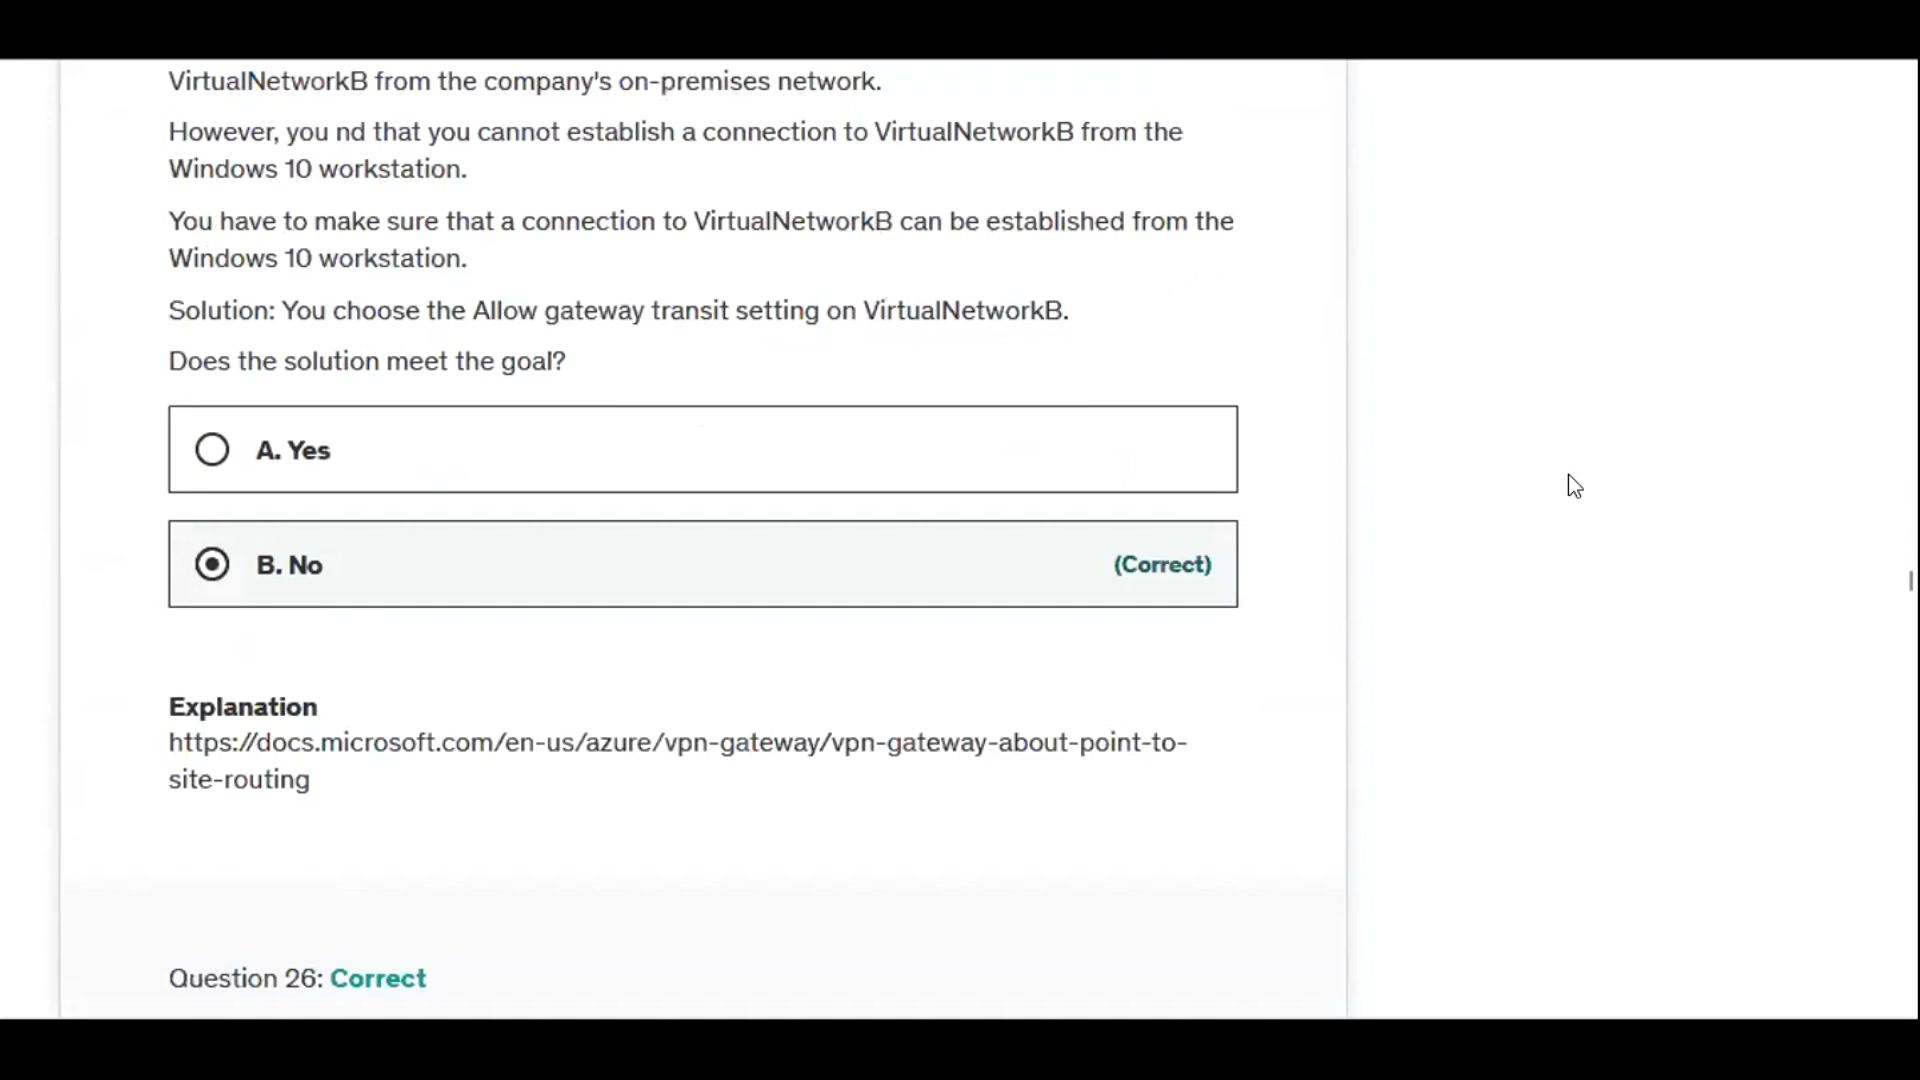 VirtualNetworkB from the company's on-premises network.
However, you nd that you cannot establish a connection to VirtualNetworkB from the
Windows 10 workstation.
You have to make sure that a connection to VirtualNetworkB can be established from the
Windows 10 workstation.
Solution: You choose the Allow gateway transit setting on VirtualNetworkB.
Does the solution meet the goal?
A. Yes
B. No (Correct)
Explanation
https://docs.microsoft.com/en-us/azure/vpn-gateway/vpn-gateway-about-point-to-
site-routing
Question 26: Correct